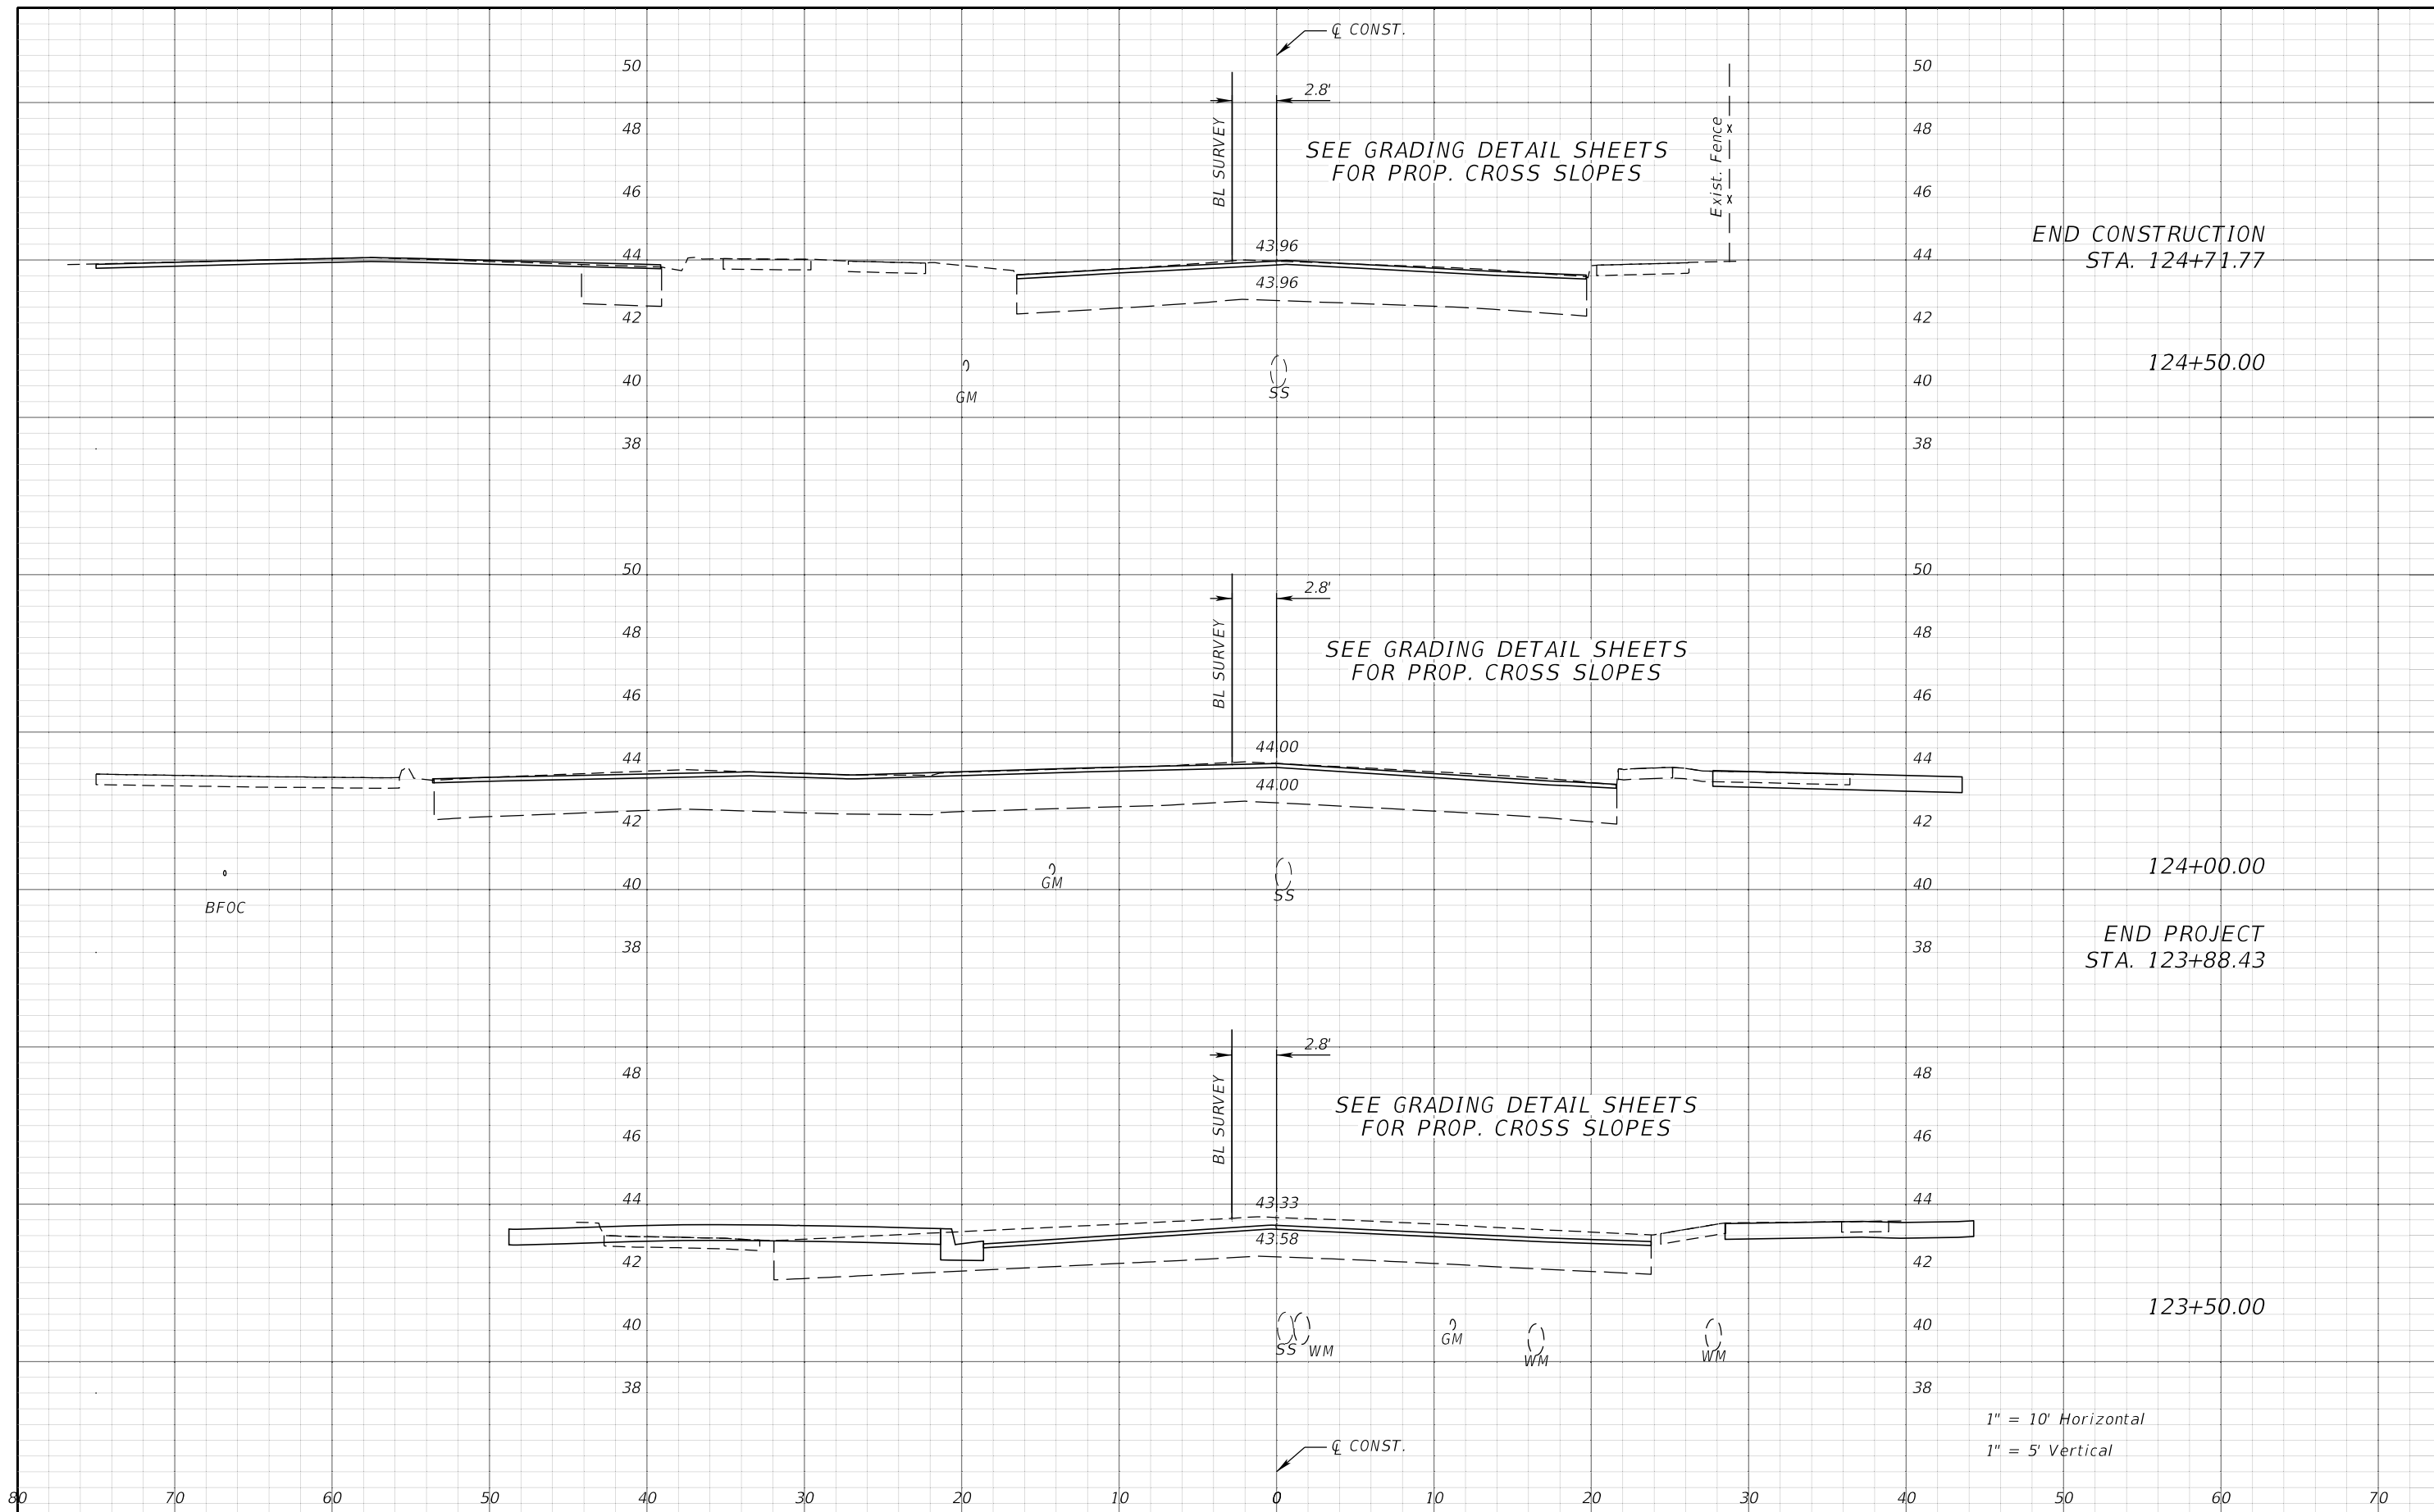 ℄ CONST.
50 50
2.8'
48 48
BL SURVEY
SEE GRADING DETAIL SHEETS
FOR PROP. CROSS SLOPES
Exist. Fence
x
x
46 46
END CONSTRUCTION
STA. 124+71.77
43.96
44 44
43.96
42 42
124+50.00
40 40
GM SS
38 38
50 50
2.8'
48 48
BL SURVEY
SEE GRADING DETAIL SHEETS
FOR PROP. CROSS SLOPES
46 46
44.00
44 44
44.00
42 42
124+00.00
40 40
GM SS
BFOC
END PROJECT
STA. 123+88.43
38 38
2.8'
48 48
BL SURVEY
SEE GRADING DETAIL SHEETS
FOR PROP. CROSS SLOPES
46 46
43.33
44 44
43.58
42 42
123+50.00
40 40
SS WM GM WM WM
38 38
1" = 10' Horizontal
1" = 5' Vertical
℄ CONST.
80 70 60 50 40 30 20 10 0 10 20 30 40 50 60 70